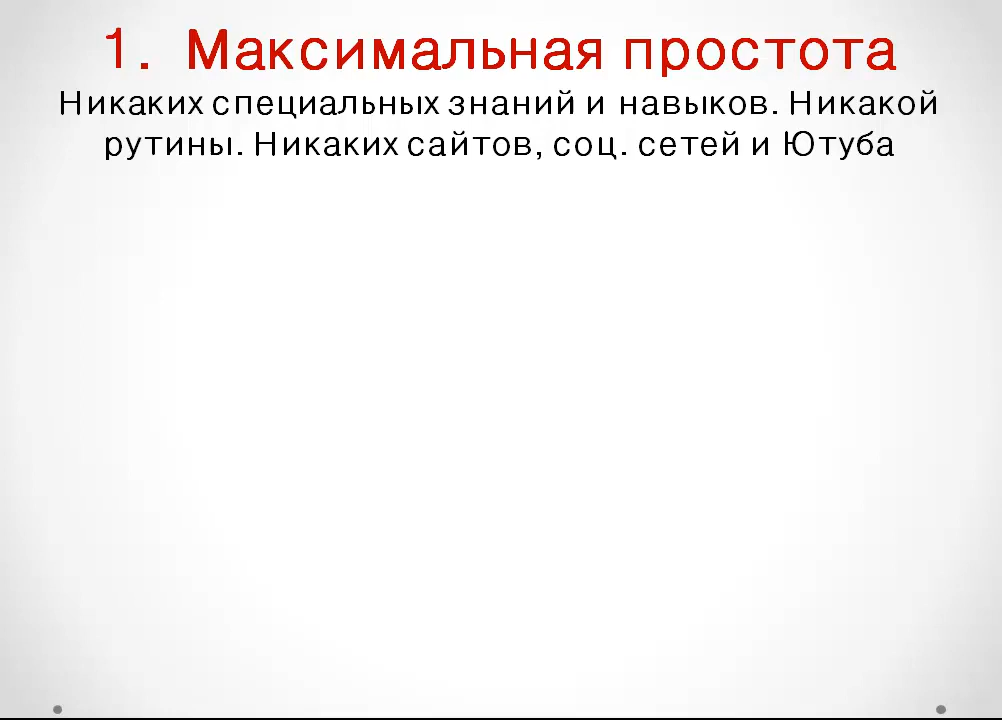 1. Максимальная простота
Никаких специальных знаний и навыков. Никакой
рутины. Никаких сайтов, соц. сетей и Ютуба